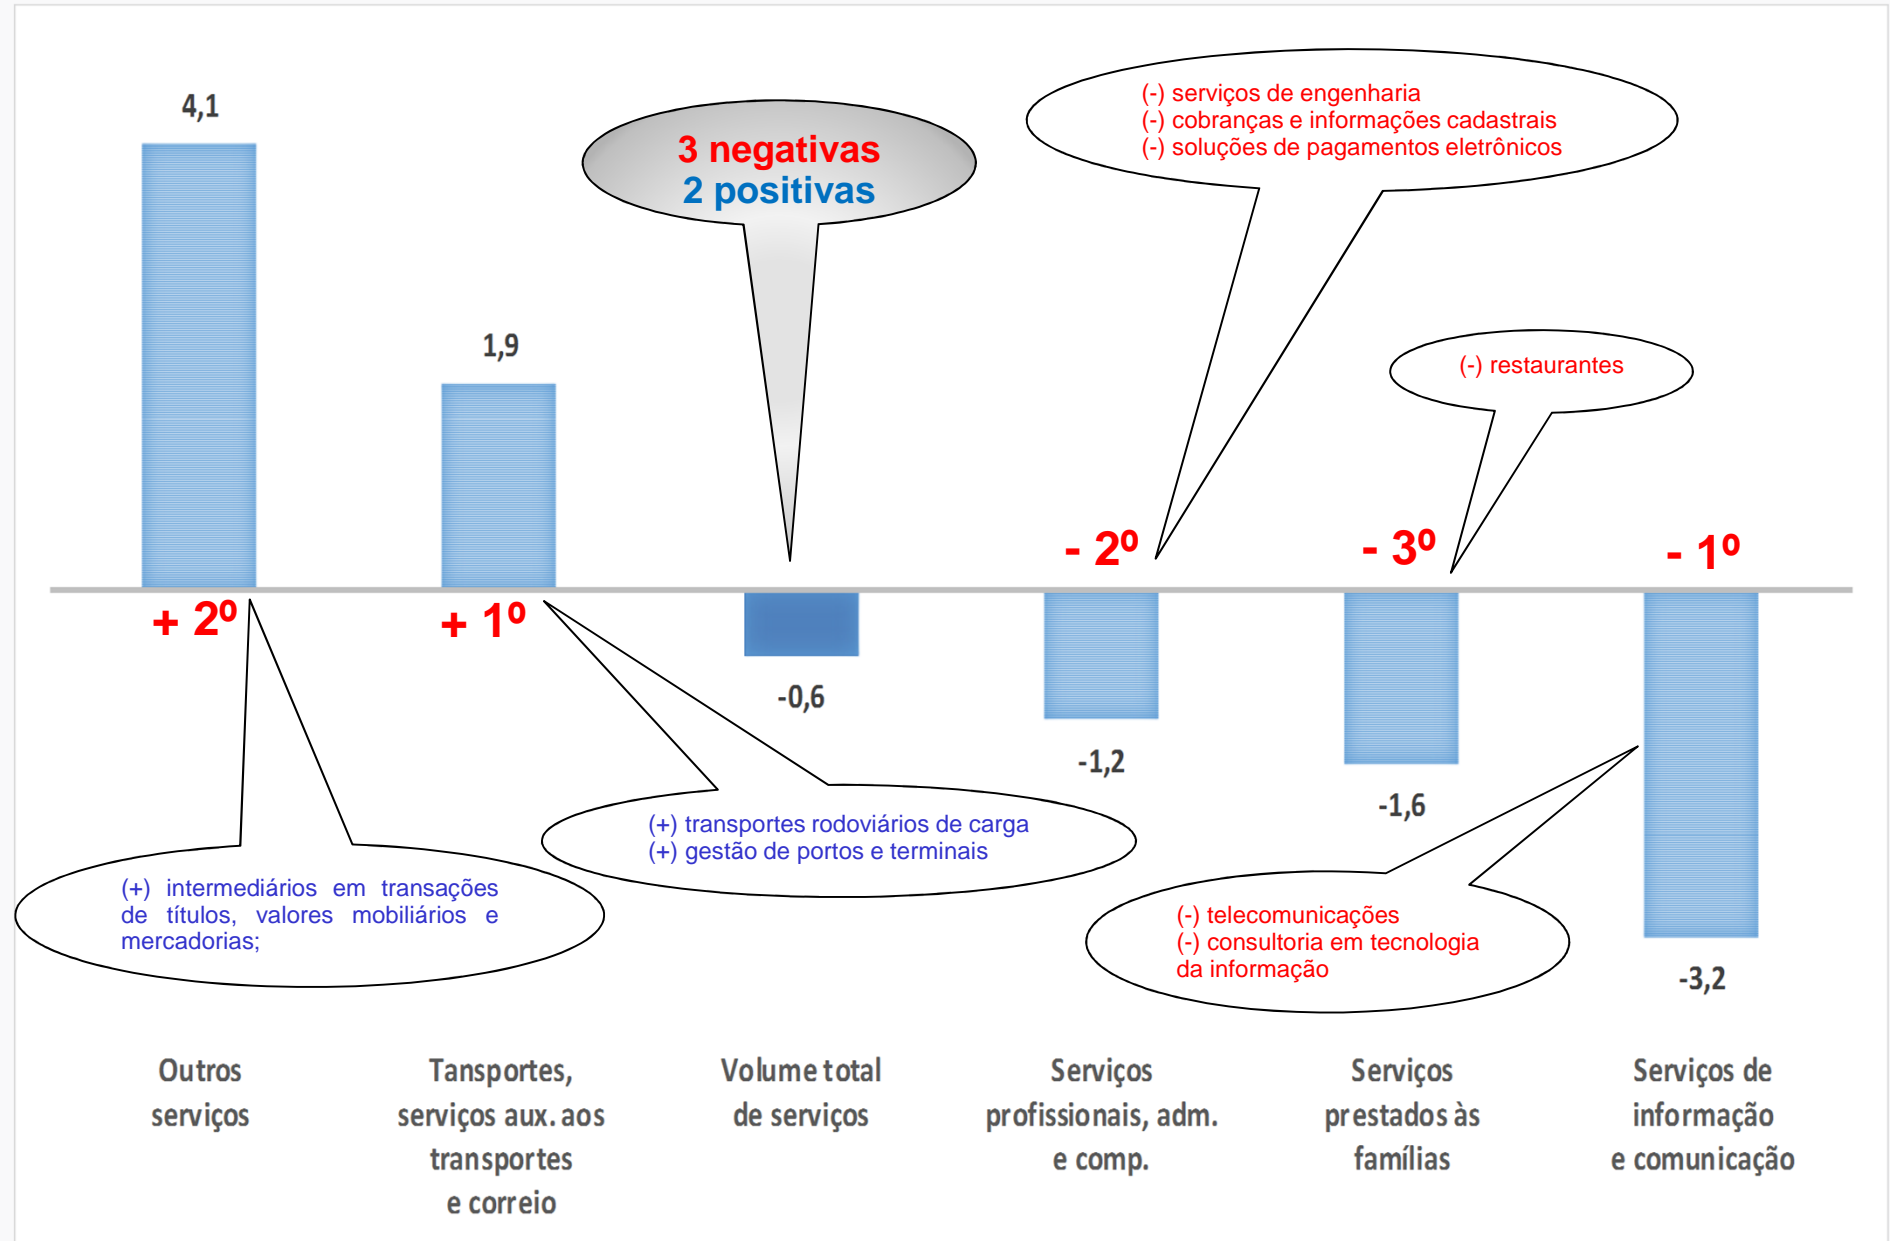 4,1
1,9
3 negativas
2 positivas
(-) serviços de engenharia
(-) cobranças e informações cadastrais
(-) soluções de pagamentos eletrônicos
(-) restaurantes
- 2º
- 3º
- 1º
+ 2º
+ 1º
-0,6
-1,2
-1,6
-3,2
(+) transportes rodoviários de carga
(+) gestão de portos e terminais
(+) intermediários em transações
de títulos, valores mobiliários e
mercadorias;
(-) telecomunicações
(-) consultoria em tecnologia
da informação
Outros
serviços
Tansportes,
serviços aux. aos
transportes
e correio
Volume total
de serviços
Serviços
profissionais, adm.
e comp.
Serviços
prestados às
famílias
Serviços de
informação
e comunicação